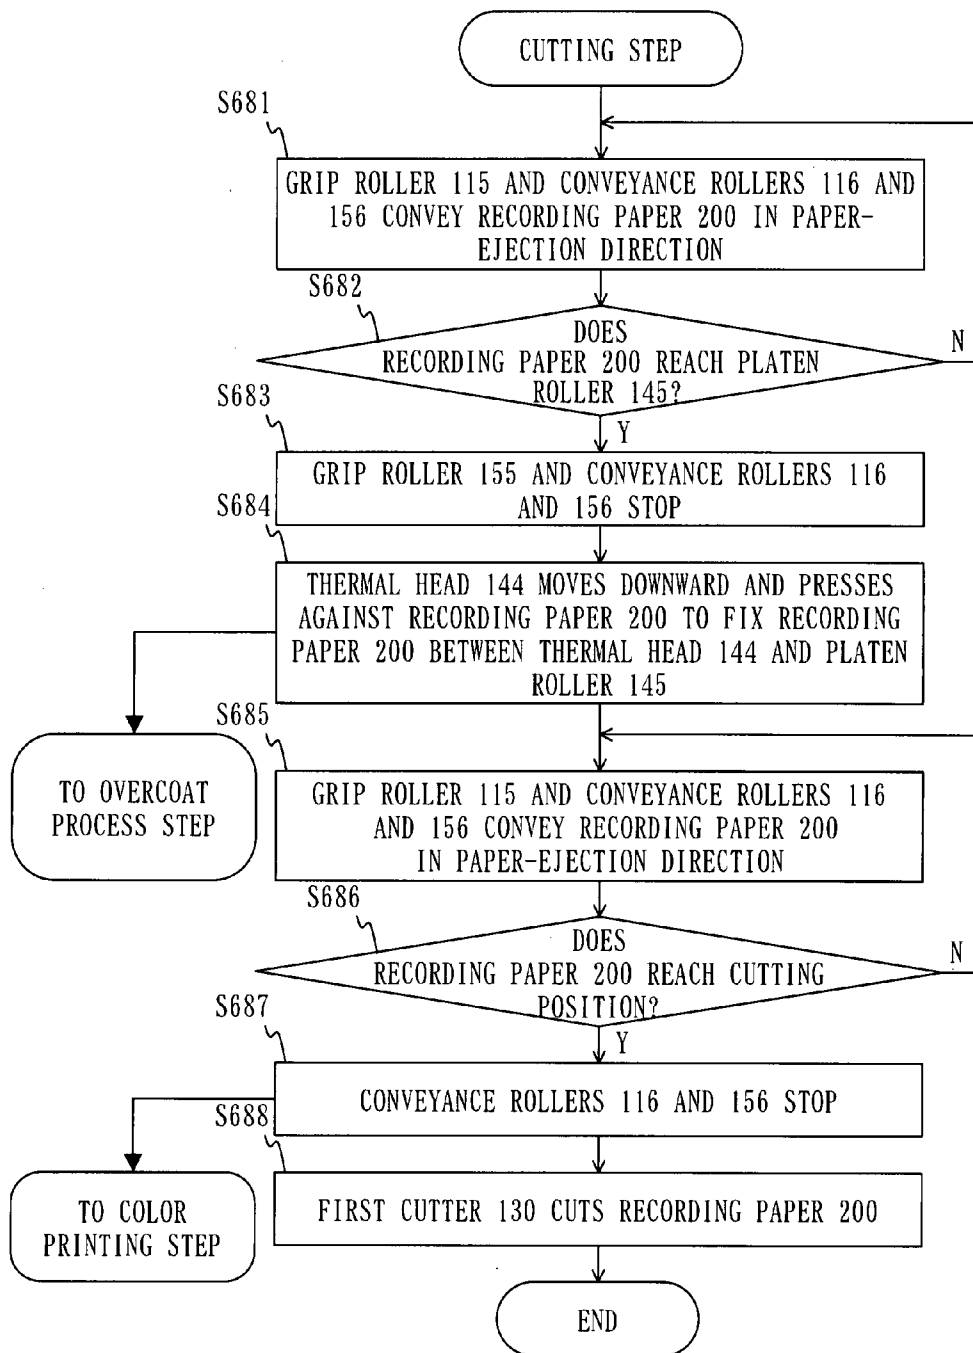 CUTTING STEP
S681
GRIP ROLLER 115 AND CONVEYANCE ROLLERS 116 AND
156 CONVEY RECORDING PAPER 200 IN PAPER-
EJECTION DIRECTION
S682
DOES
RECORDING PAPER 200 REACH PLATEN
ROLLER 145?
N
Y
S683
GRIP ROLLER 155 AND CONVEYANCE ROLLERS 116
AND 156 STOP
S684
THERMAL HEAD 144 MOVES DOWNWARD AND PRESSES
AGAINST RECORDING PAPER 200 TO FIX RECORDING
PAPER 200 BETWEEN THERMAL HEAD 144 AND PLATEN
ROLLER 145
TO OVERCOAT
PROCESS STEP
S685
GRIP ROLLER 115 AND CONVEYANCE ROLLERS 116
AND 156 CONVEY RECORDING PAPER 200
IN PAPER-EJECTION DIRECTION
S686
DOES
RECORDING PAPER 200 REACH CUTTING
POSITION?
N
Y
S687
CONVEYANCE ROLLERS 116 AND 156 STOP
TO COLOR
PRINTING STEP
S688
FIRST CUTTER 130 CUTS RECORDING PAPER 200
END